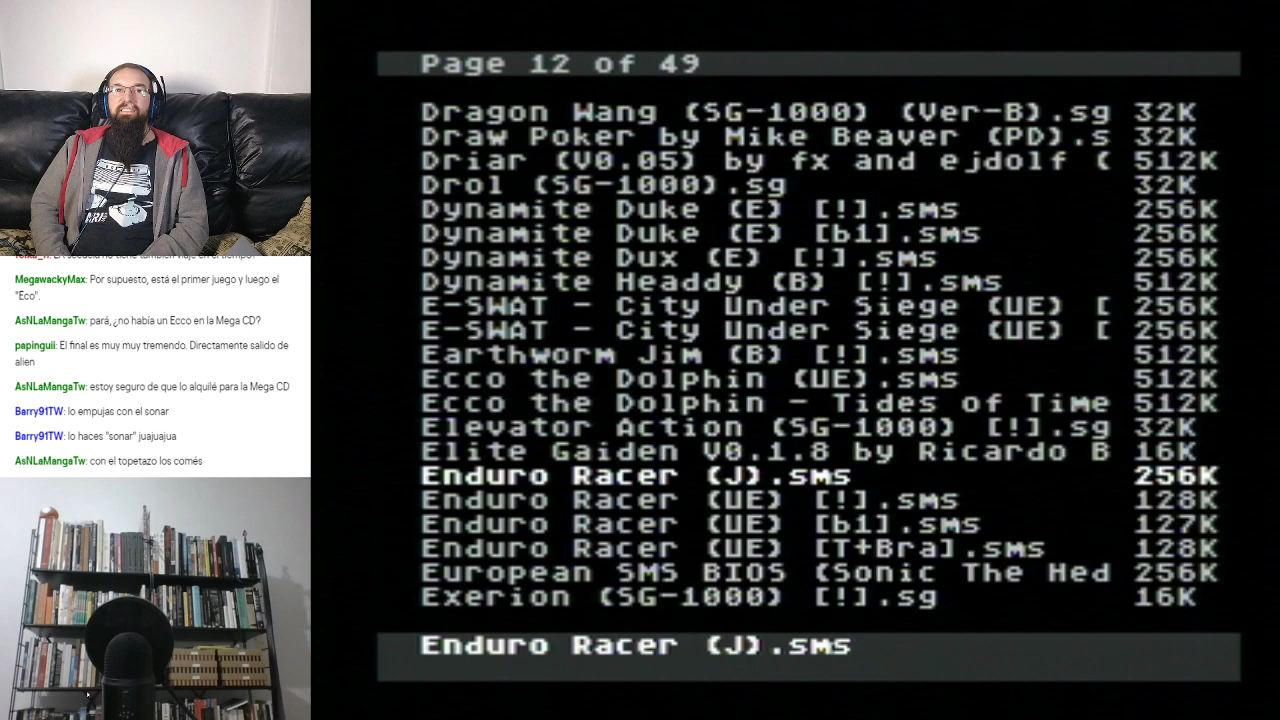 MegawackyMax: Por supuesto, está el primer juego y luego el
"Eco".
AsNLaMangaTw: pará, ¿no había un Ecco en la Mega CD?
papinguii: El final es muy muy tremendo. Directamente salido de
alien
AsNLaMangaTw: estoy seguro de que lo alquilé para la Mega CD
Barry91TW: lo empujas con el sonar
Barry91TW: lo haces "sonar" juajuajua
AsNLaMangaTw: con el topetazo los comés
Page 12 of 49
Dragon Wang (SG-1000) (Ver-B).sg 32K
Draw Poker by Mike Beaver (PD).s 32K
Driar (V0.05) by fx and ejdolf ( 512K
Drol (SG-1000).sg 32K
Dynamite Duke (E) [!].sms 256K
Dynamite Duke (E) [b1].sms 256K
Dynamite Dux (E) [!].sms 256K
Dynamite Headdy (B) [!].sms 512K
E-SWAT - City Under Siege (UE) [ 256K
E-SWAT - City Under Siege (UE) [ 256K
Earthworm Jim (B) [!].sms 512K
Ecco the Dolphin (UE).sms 512K
Ecco the Dolphin - Tides of Time 512K
Elevator Action (SG-1000) [!].sg 32K
Elite Gaiden V0.1.8 by Ricardo B 16K
Enduro Racer (J).sms 256K
Enduro Racer (UE) [!].sms 128K
Enduro Racer (UE) [b1].sms 127K
Enduro Racer (UE) [T+Bra].sms 128K
European SMS BIOS (Sonic The Hed 256K
Exerion (SG-1000) [!].sg 16K
Enduro Racer (J).sms